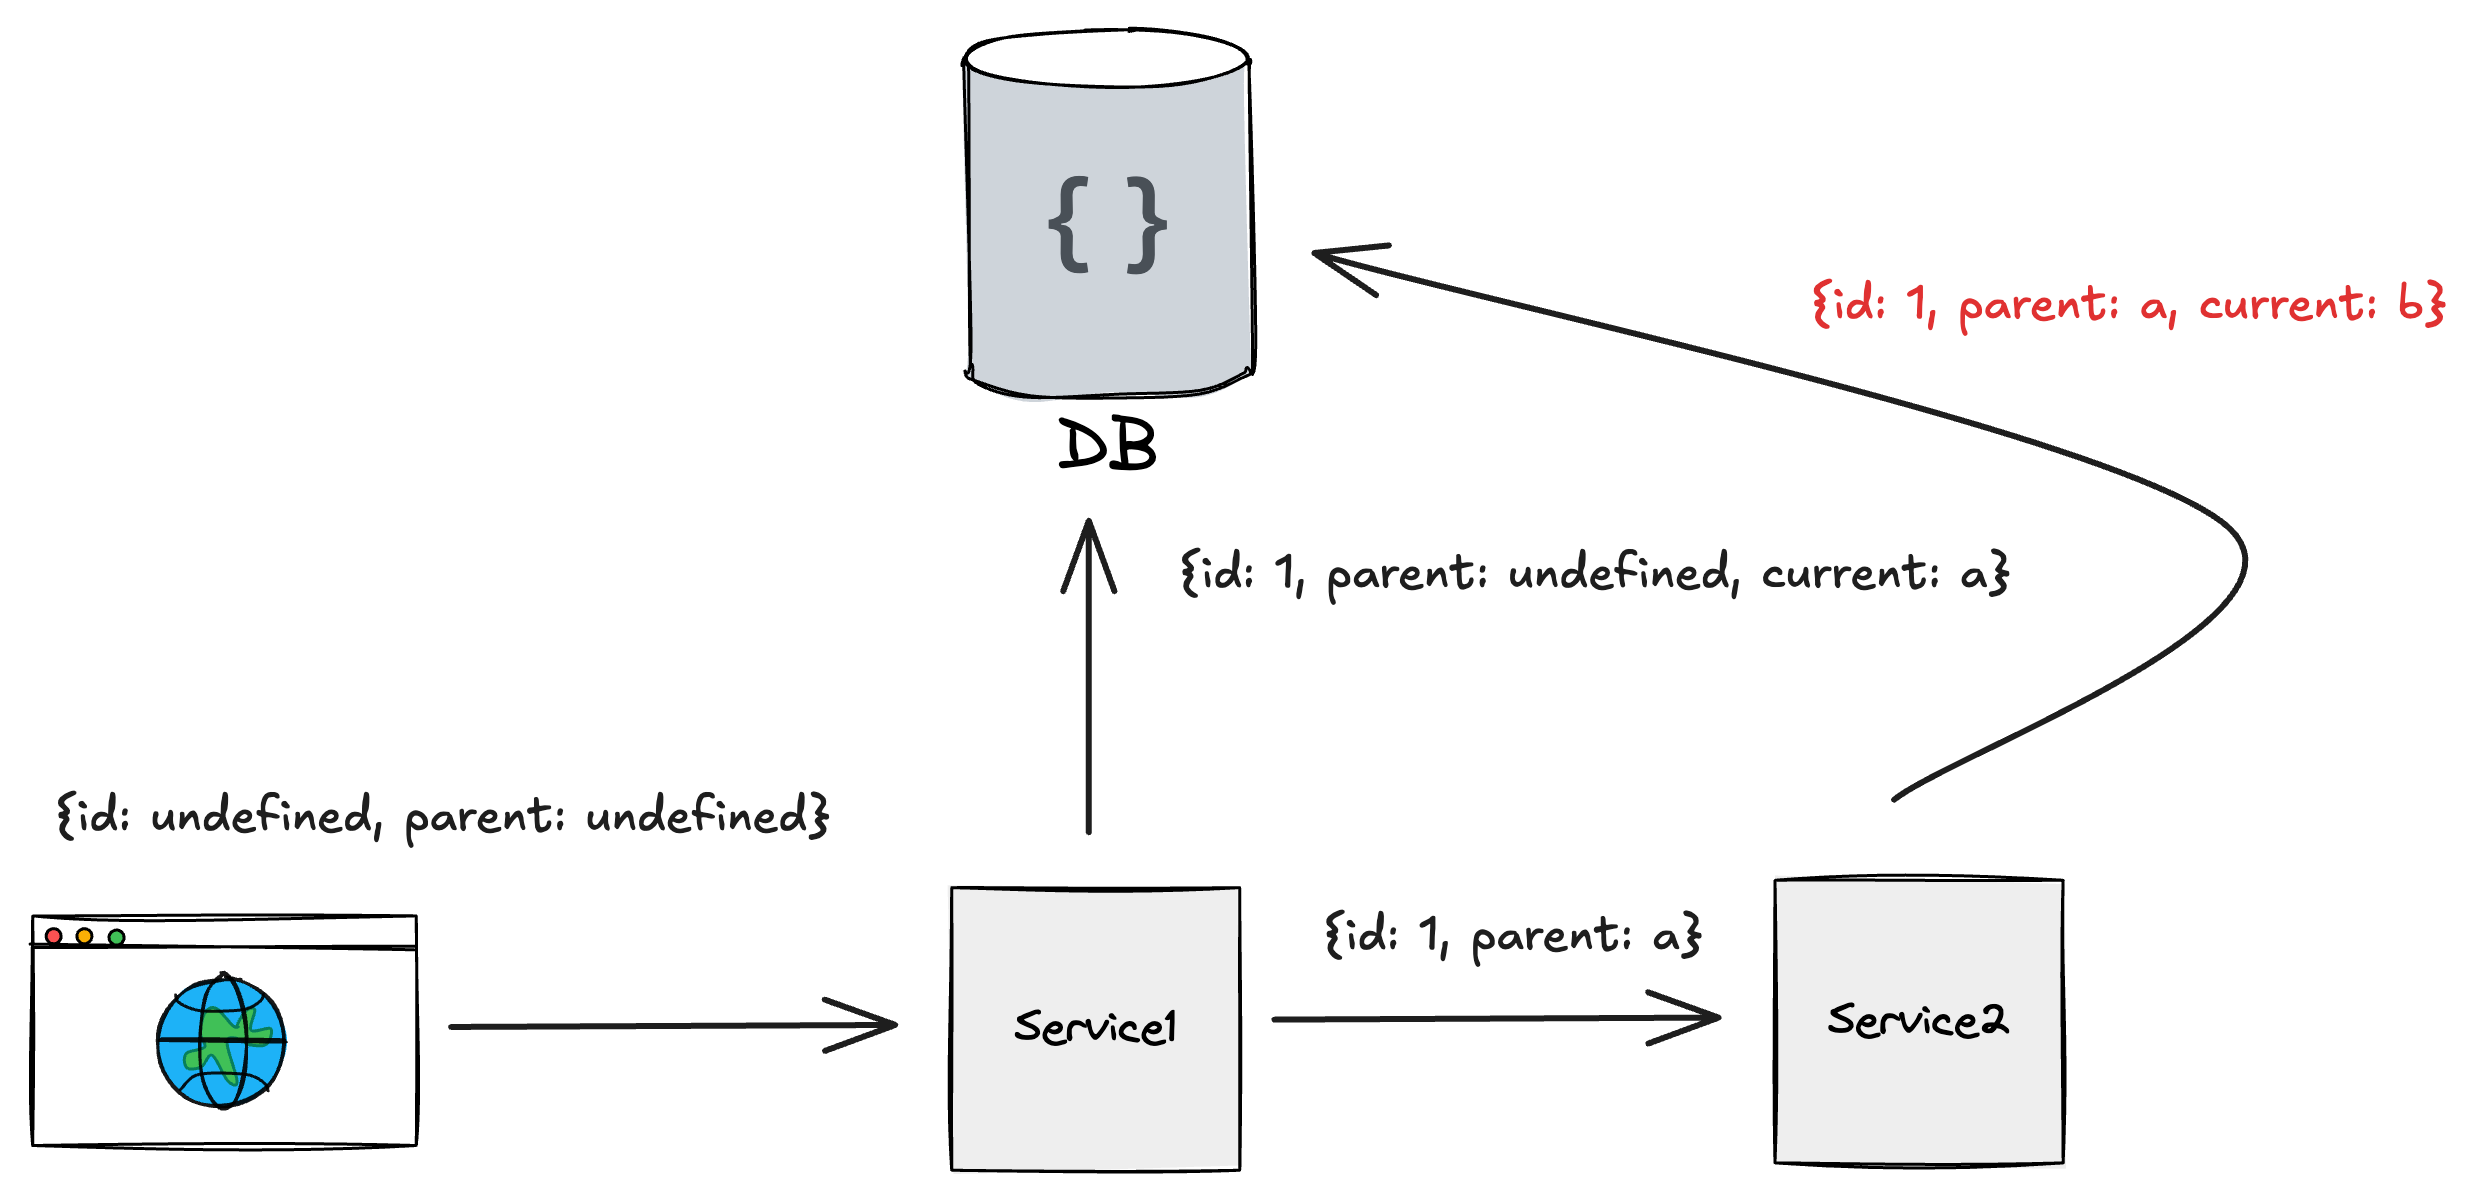 { }
{id: 1, parent: a, current: b}
DB
{id: 1, parent: undefined, current: a}
{id: undefined, parent: undefined}
{id: 1, parent: a}
Service1
Service2